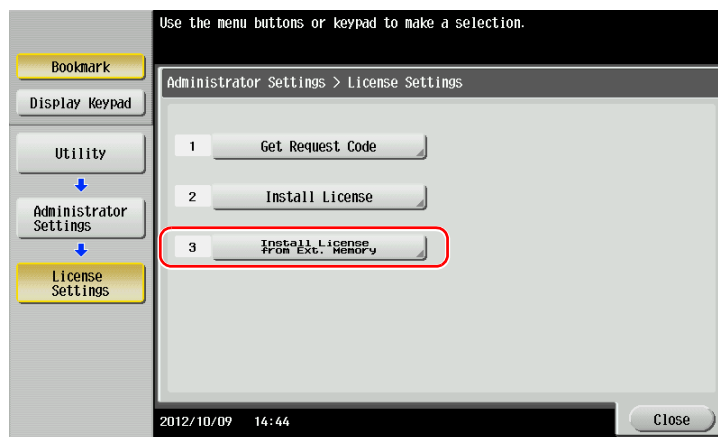 Use the menu buttons or keypad to make a selection.
Bookmark
Display Keypad
Utility
Administrator
Settings
License
Settings
Administrator Settings > License Settings
1 Get Request Code
2 Install License
3 Install License
from Ext. Memory
2012/10/09 14:44
Close